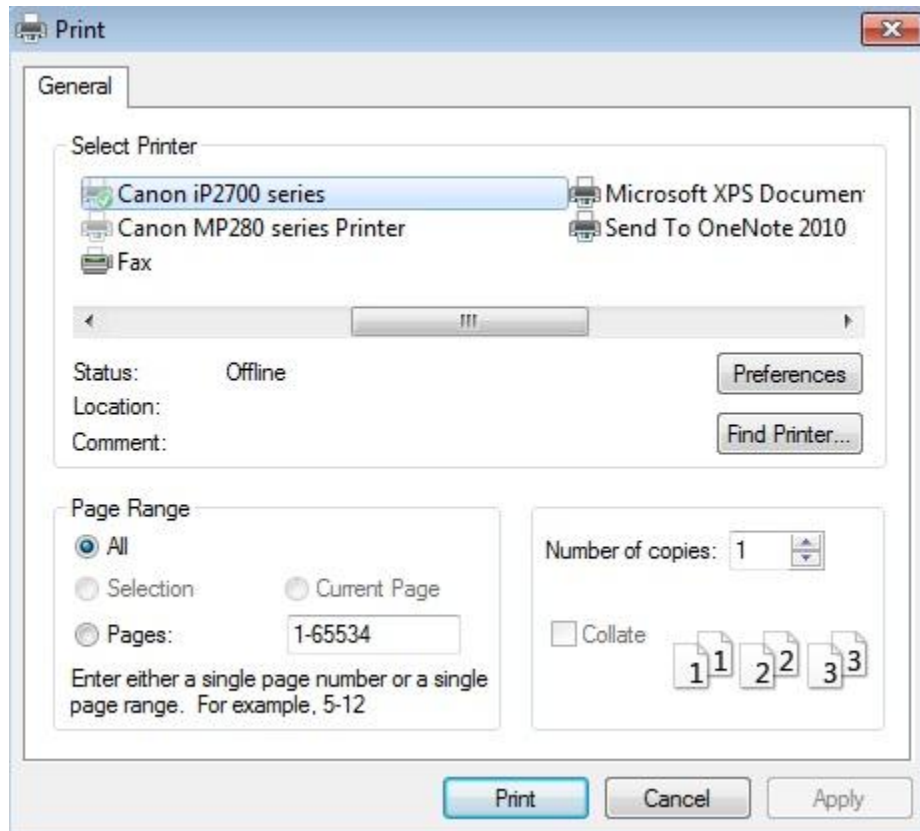 Print
General
Select Printer
Canon iP2700 series
Microsoft XPS Documen
Canon MP280 series Printer
Send To OneNote 2010
Fax
Status: Offline
Preferences
Location:
Comment:
Find Printer...
Page Range
All
Number of copies: 1
Selection Current Page
Pages: 1-65534
Collate
1 1 2 2 3 3
Enter either a single page number or a single
page range. For example, 5-12
Print Cancel Apply